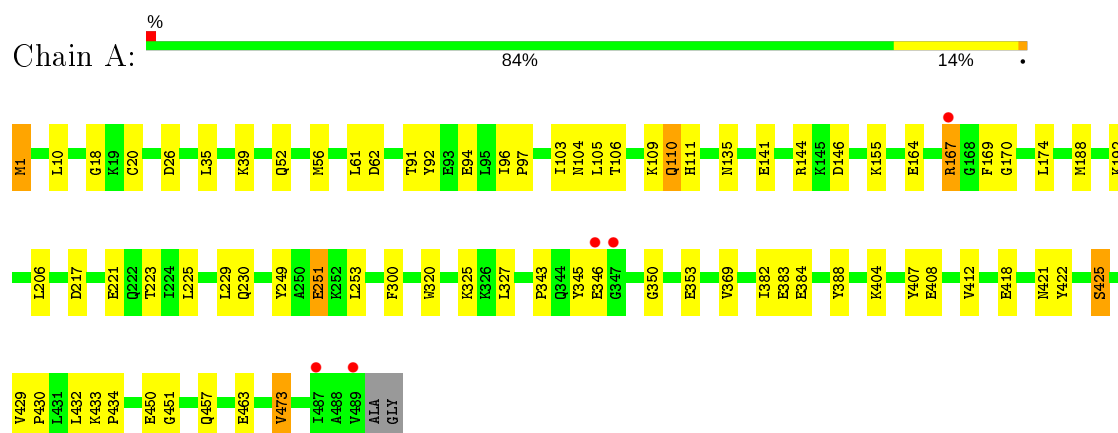 %
Chain A:
84% 14% •
M1 L10 G18 K19 C20 D26 L35 K39 Q52 M56 L61 D62 T91 Y92 E93 E94 L95 I96 P97 I103 N104 L105 T106 K109 Q110 H111 N135 E141 R144 K145 D146 K155 E164 R167 G168 F169 G170 L174 M188 K192
L206 D217 E221 Q222 T223 I224 L225 L229 Q230 Y249 A250 E251 K252 L253 F300 W320 K325 K326 L327 P343 Q344 Y345 E346 G347 G350 E353 V369 I382 E383 E384 Y388 K404 Y407 E408 V412 E418 N421 Y422 S425
V429 P430 L431 L432 K433 P434 E450 G451 Q457 E463 V473 I487 A488 V489 ALA GLY